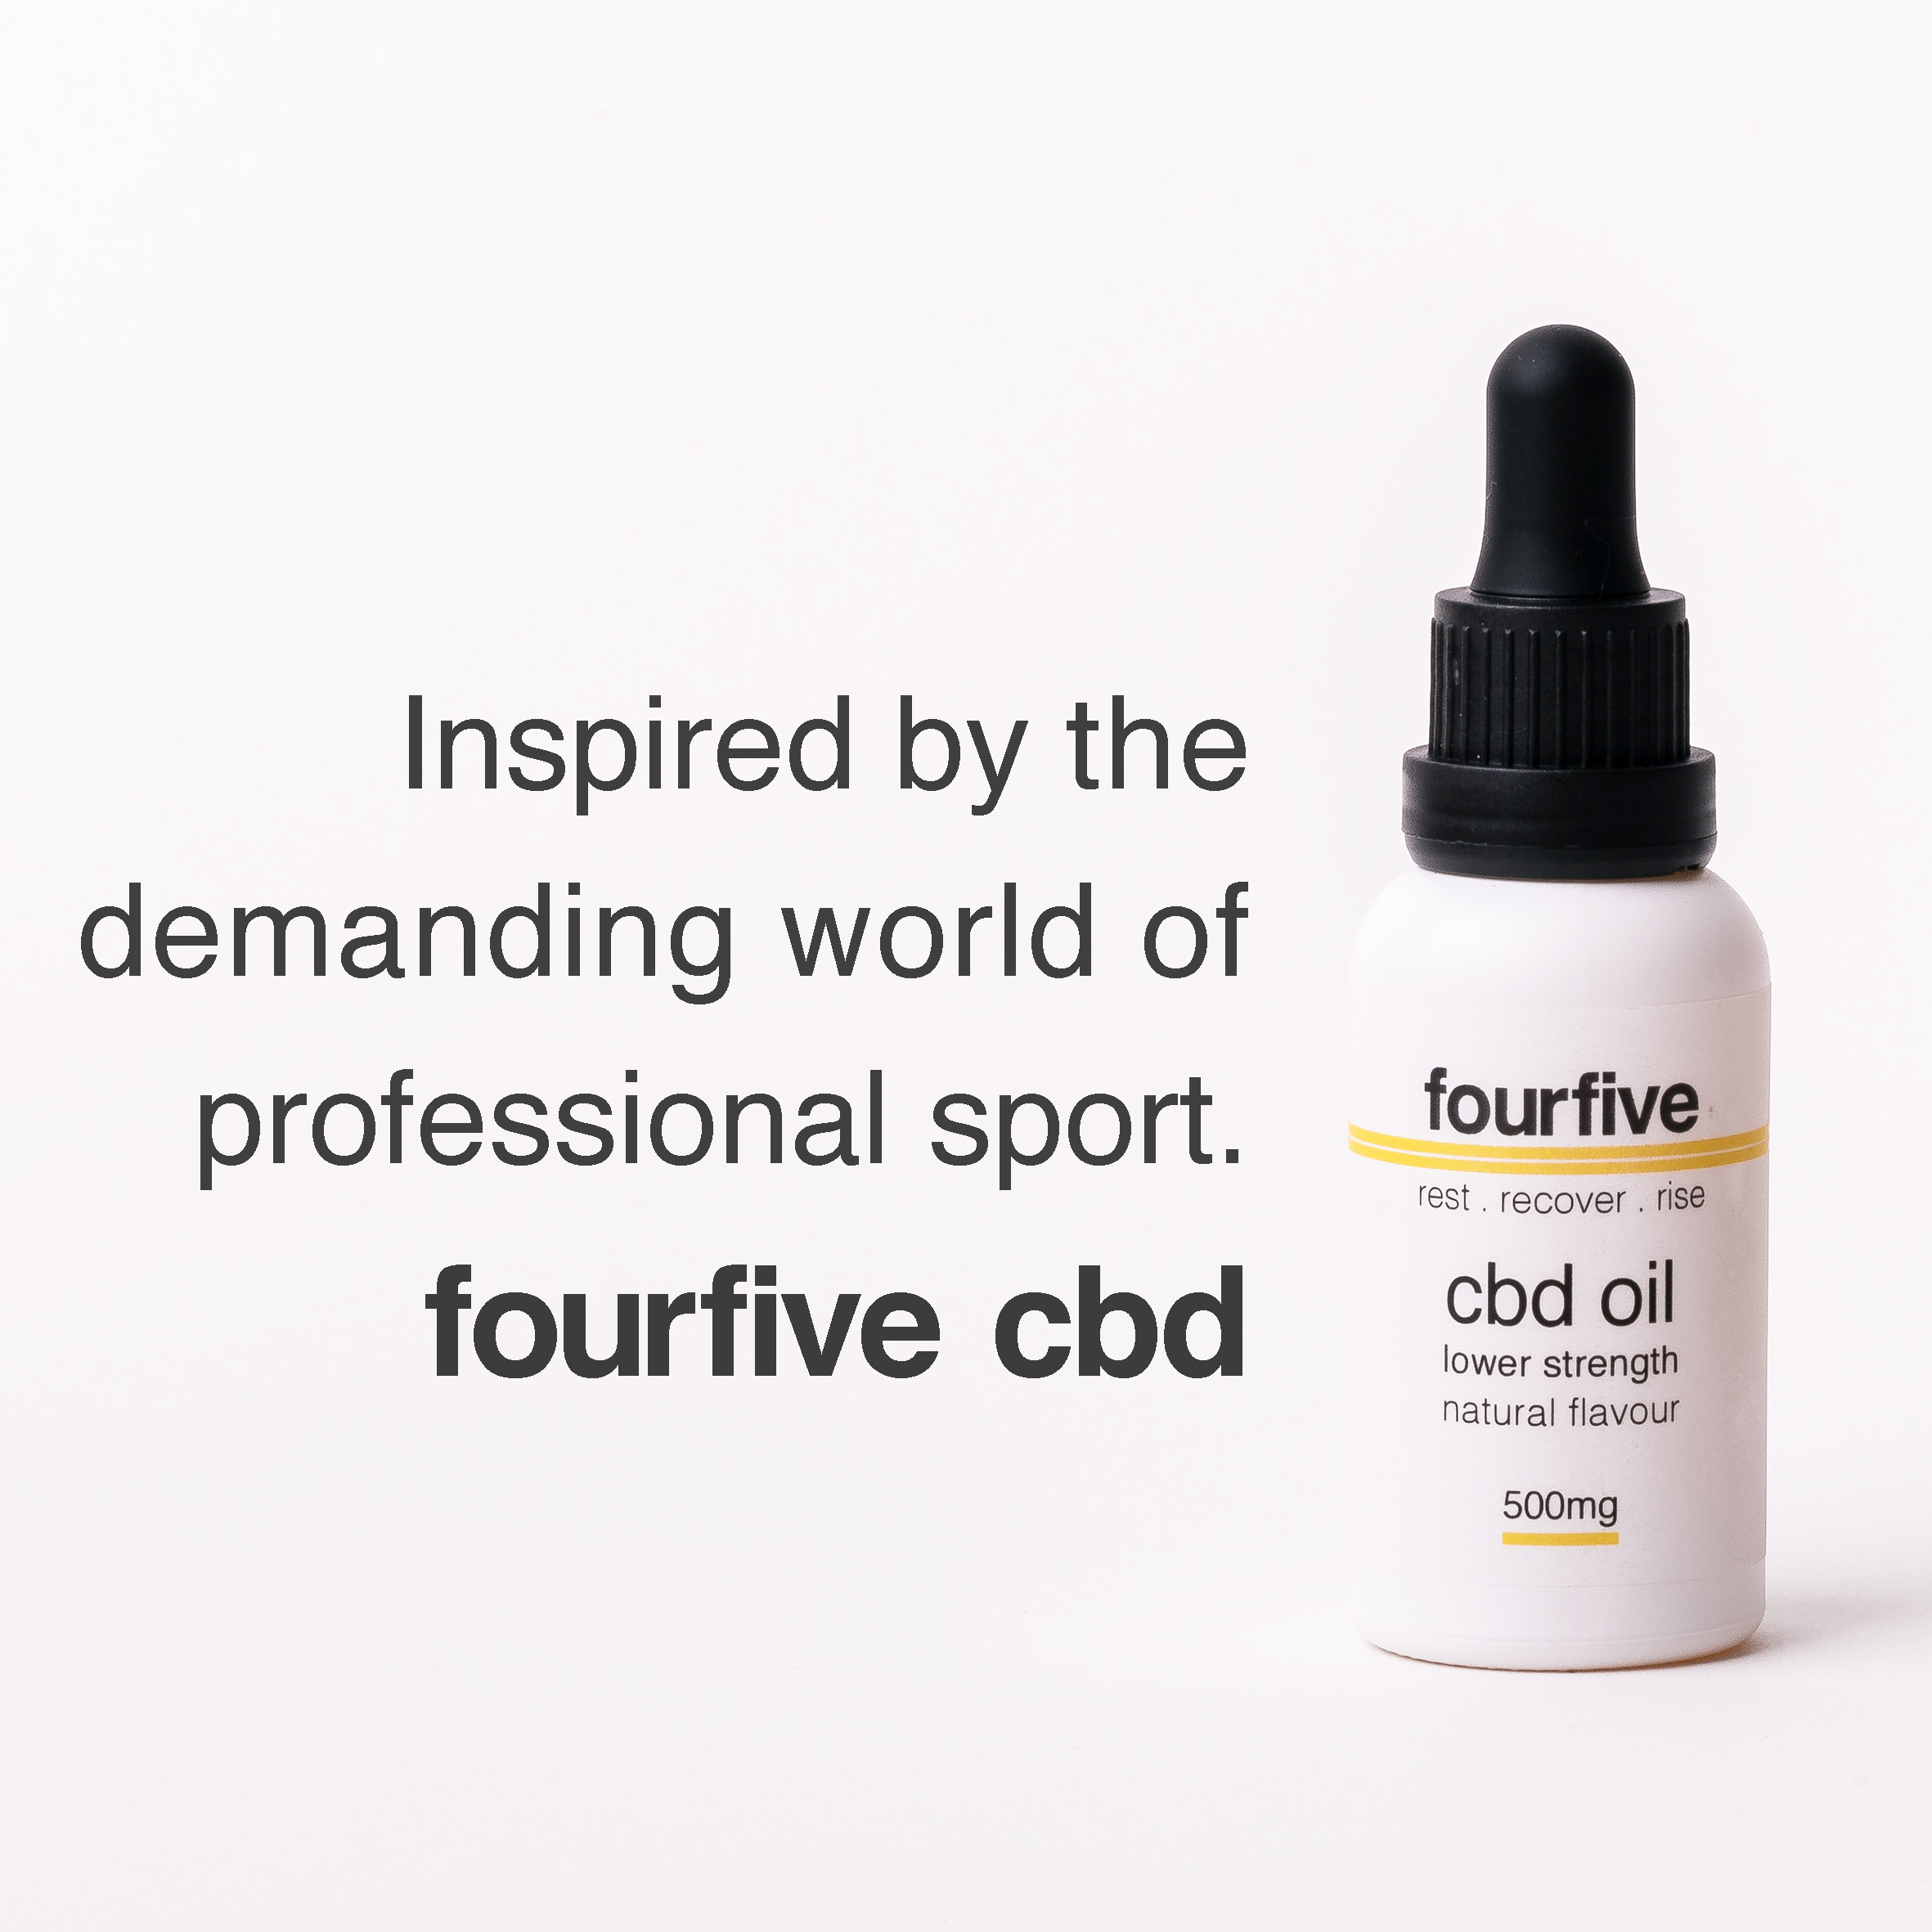 Inspired by the
demanding world of
professional sport.
fourfive cbd
fourfive
rest . recover . rise
cbd oil
lower strength
natural flavour
500mg